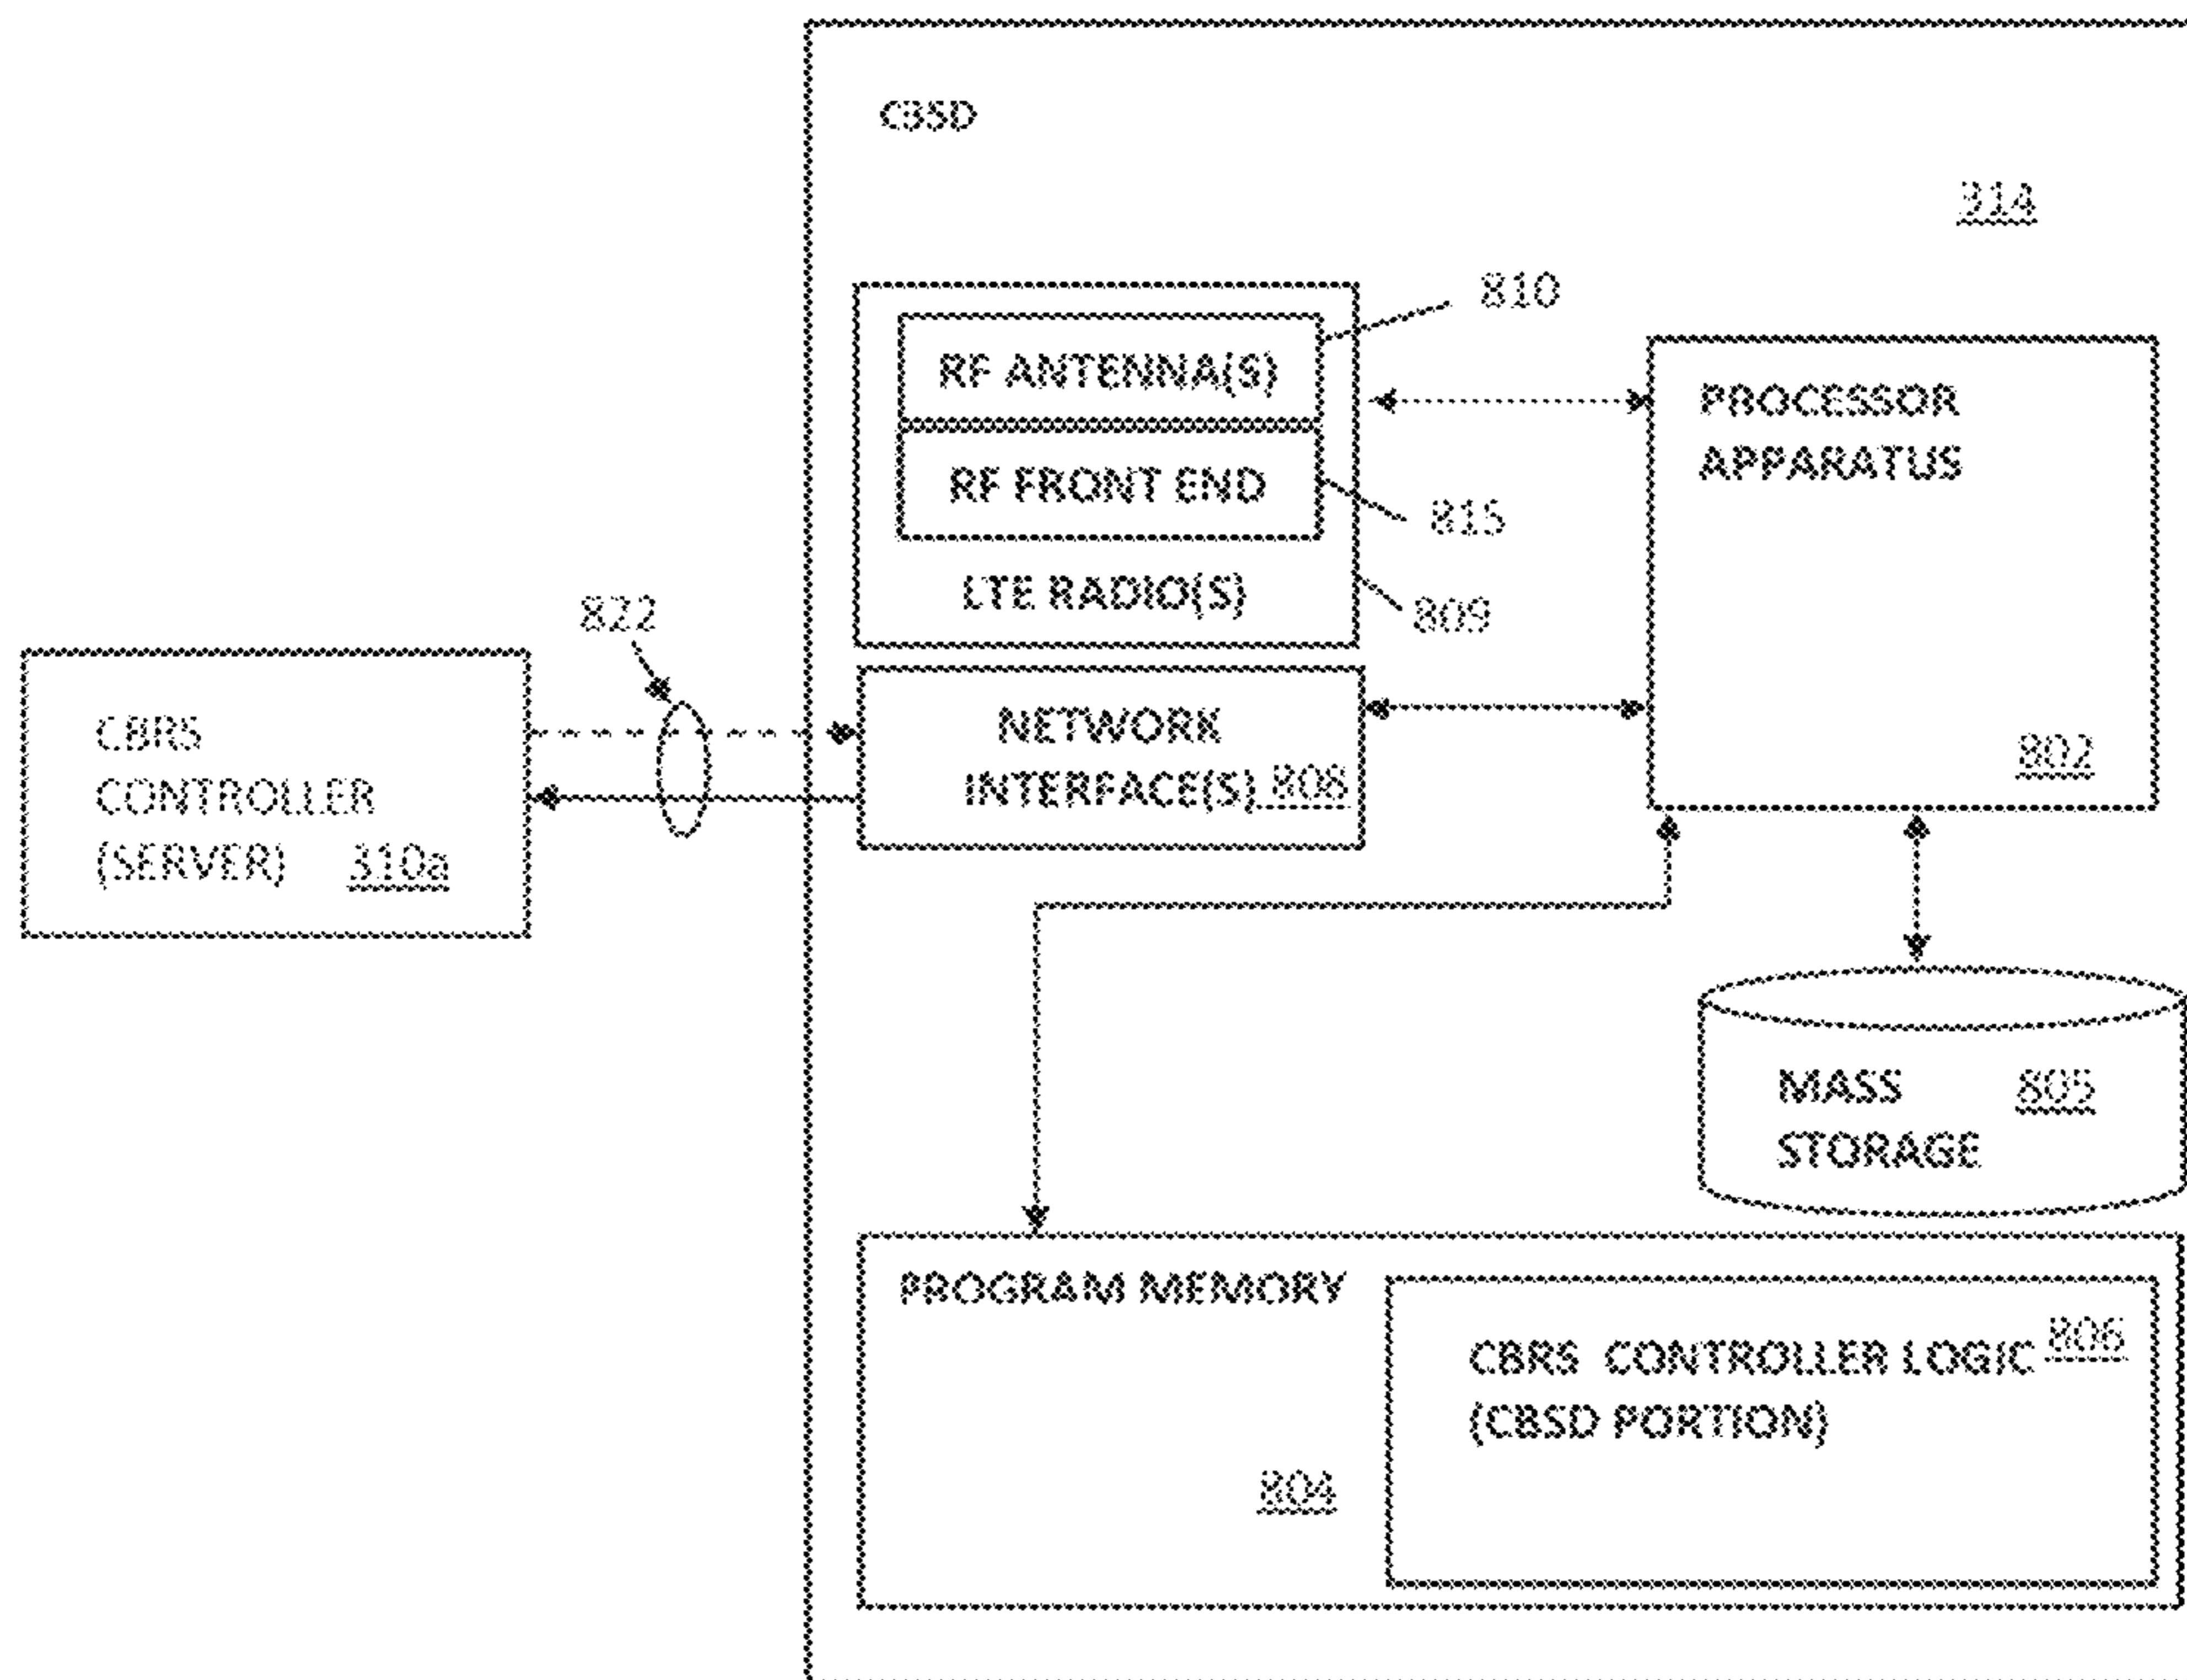 CBSD
314
RF ANTENNA(S)
810
RF FRONT END
815
LTE RADIO(S)
809
PROCESSOR
APPARATUS
802
822
CBRS
CONTROLLER
(SERVER) 310a
NETWORK
INTERFACE(S) 808
MASS 805
STORAGE
PROGRAM MEMORY
804
CBRS CONTROLLER LOGIC 806
(CBSD PORTION)